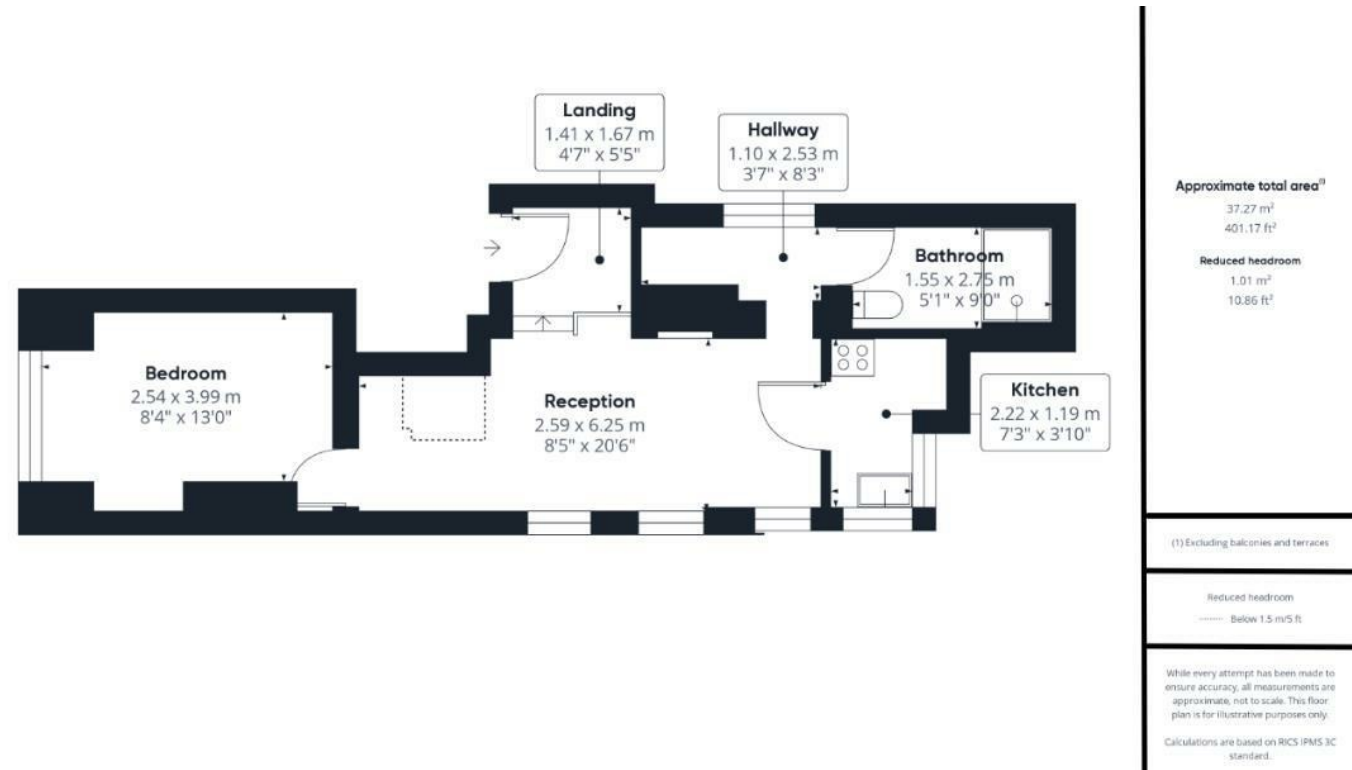 Landing
1.41 x 1.67 m
4'7" x 5'5"
Hallway
1.10 x 2.53 m
3'7" x 8'3"
Bathroom
1.55 x 2.75 m
5'1" x 9'0"
Bedroom
2.54 x 3.99 m
8'4" x 13'0"
Reception
2.59 x 6.25 m
8'5" x 20'6"
Kitchen
2.22 x 1.19 m
7'3" x 3'10"
Approximate total area(1)
37.27 m²
401.17 ft²
Reduced headroom
1.01 m²
10.86 ft²
(1) Excluding balconies and terraces
Reduced headroom
Below 1.5 m/5 ft
While every attempt has been made to
ensure accuracy, all measurements are
approximate, not to scale. This floor
plan is for illustrative purposes only.
Calculations are based on RICS IPMS 3C
standard.